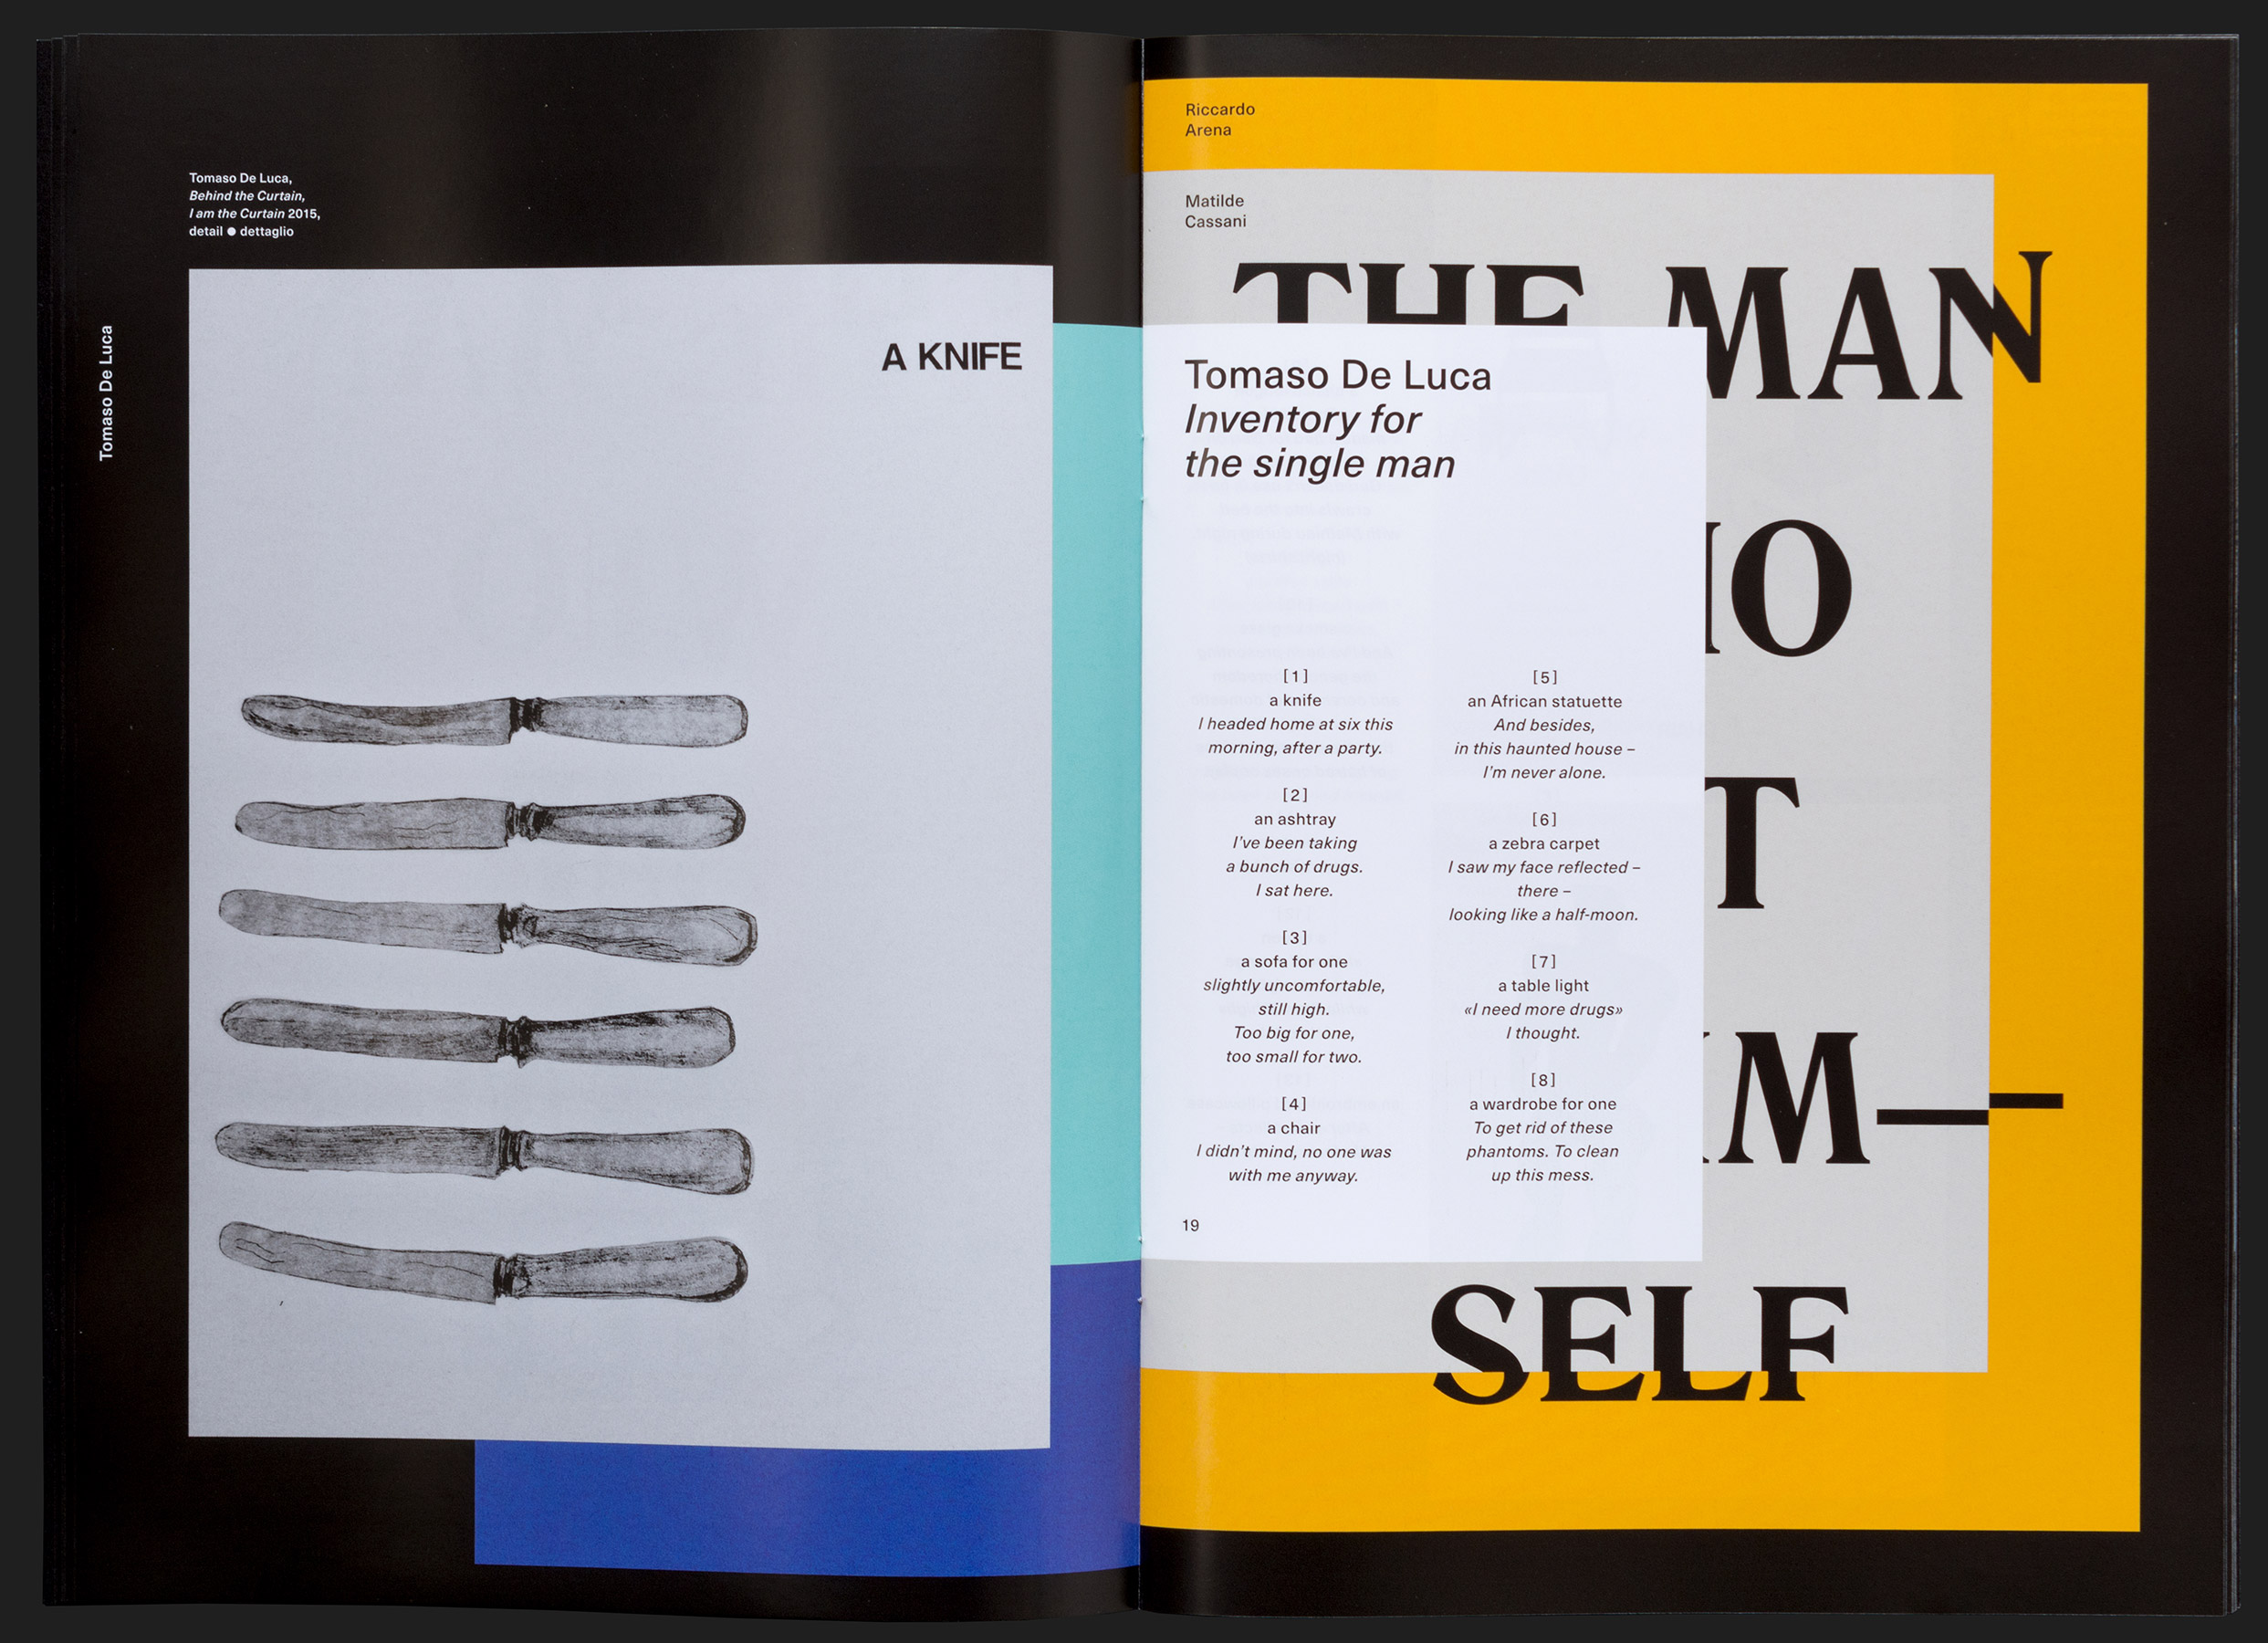 Tomaso De Luca,
Behind the Curtain,
I am the Curtain 2015,
detail ● dettaglio
Tomaso De Luca
A KNIFE
Riccardo
Arena
Matilde
Cassani
THE MAN
Tomaso De Luca
Inventory for
the single man
[1]
a knife
I headed home at six this
morning, after a party.
[2]
an ashtray
I've been taking
a bunch of drugs.
I sat here.
[3]
a sofa for one
slightly uncomfortable,
still high.
Too big for one,
too small for two.
[4]
a chair
I didn't mind, no one was
with me anyway.
[5]
an African statuette
And besides,
in this haunted house –
I'm never alone.
[6]
a zebra carpet
I saw my face reflected –
there –
looking like a half-moon.
[7]
a table light
«I need more drugs»
I thought.
[8]
a wardrobe for one
To get rid of these
phantoms. To clean
up this mess.
19
O
T
M—
SELF